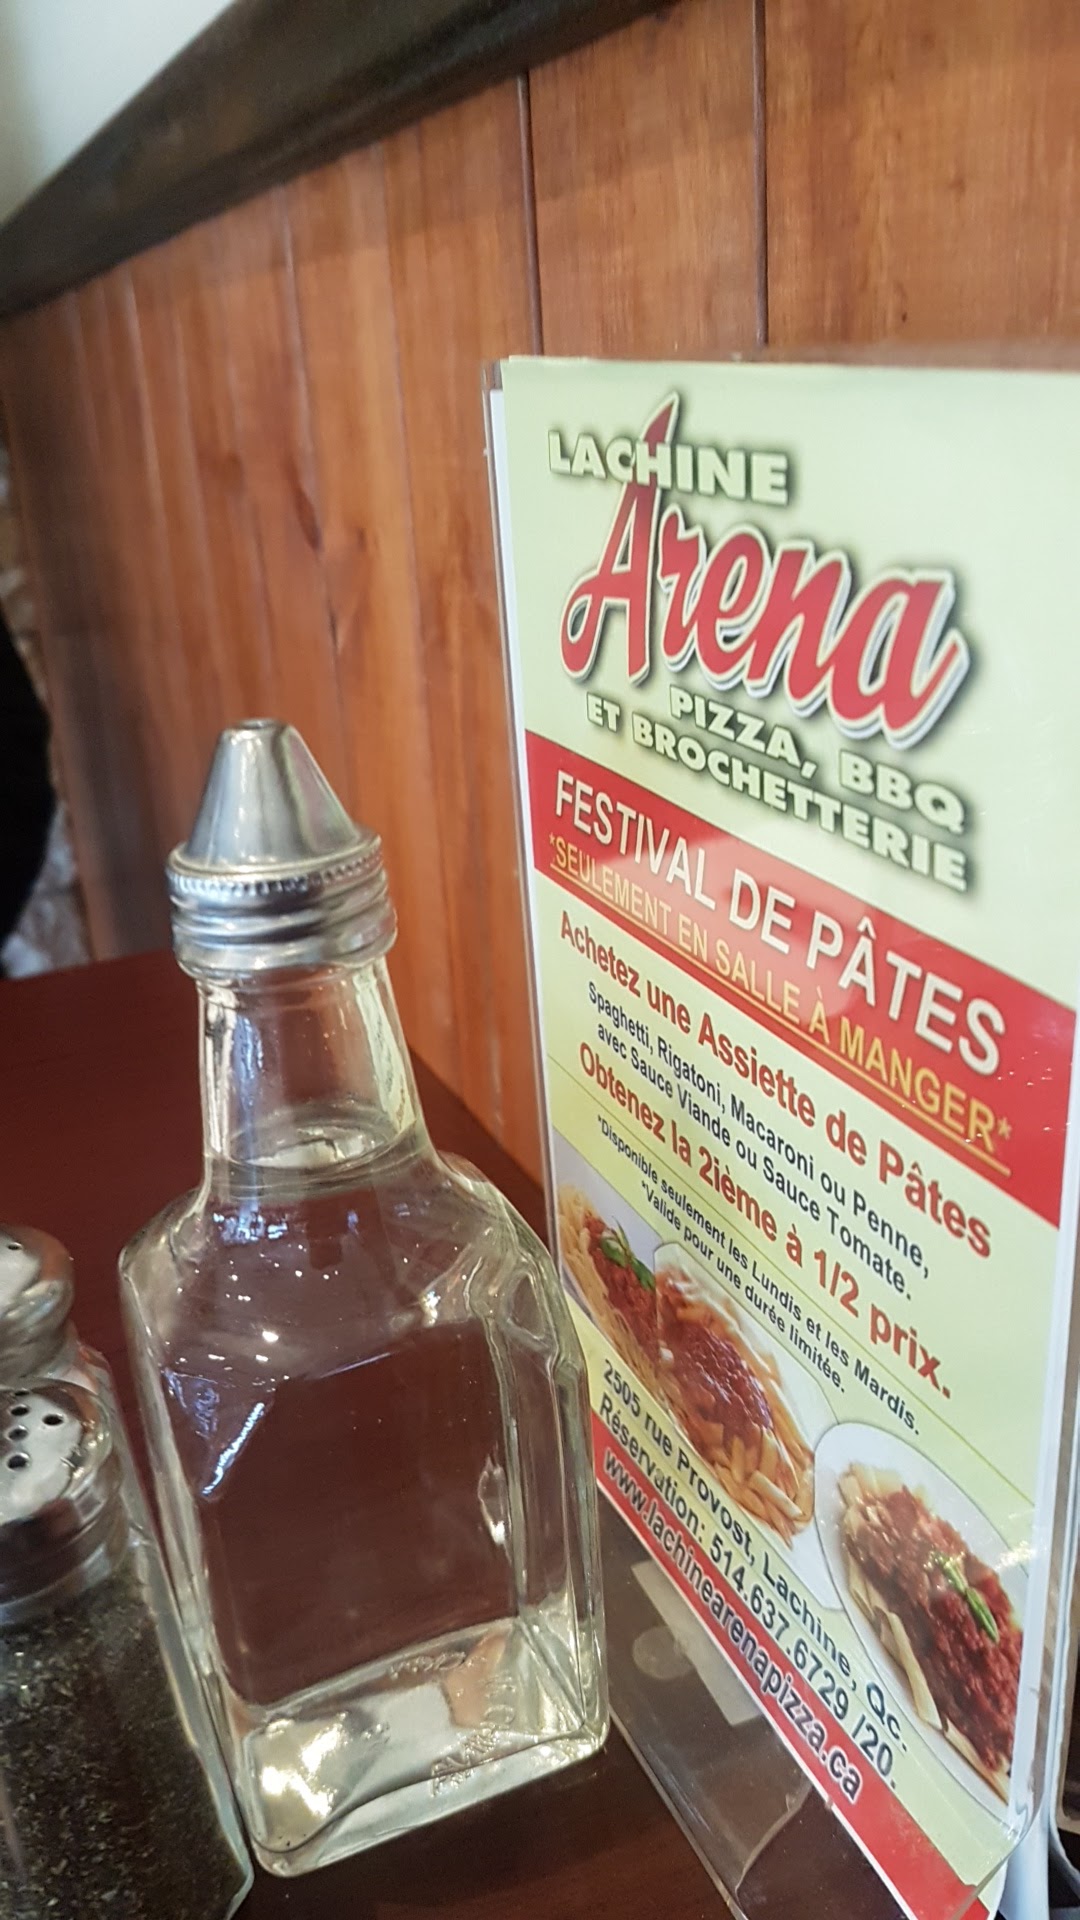 LACHINE
Arena
PIZZA, BBQ
ET BROCHETTERIE
FESTIVAL DE PÂTES
*SEULEMENT EN SALLE À MANGER*
Achetez une Assiette de Pâtes
Spaghetti, Rigatoni, Macaroni ou Penne,
avec Sauce Viande ou Sauce Tomate.
Obtenez la 2ième à 1/2 prix.
*Disponible seulement les Lundis et les Mardis.
*Valide pour une durée limitée.
2505 rue Provost, Lachine, Qc.
Réservation: 514.637.6729 /20.
www.lachinearenapizza.ca